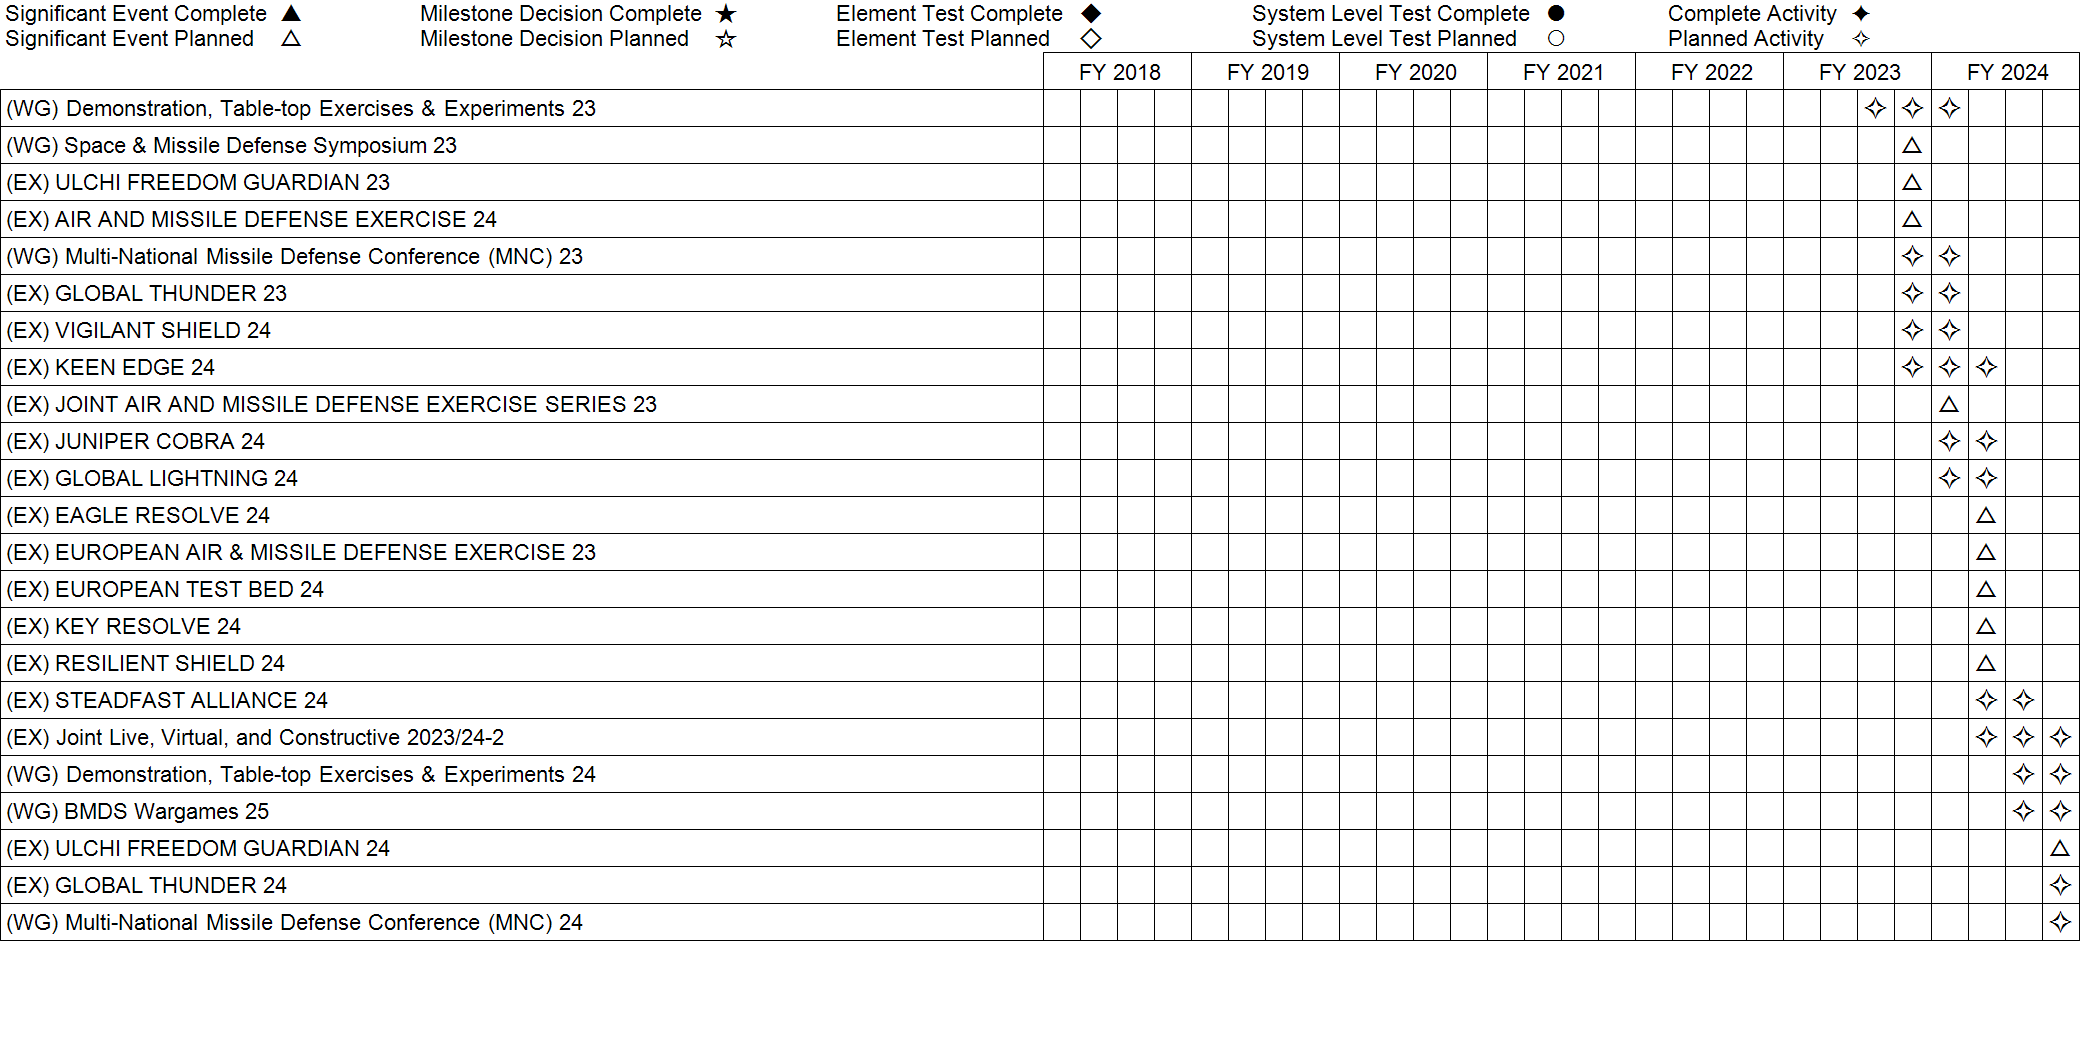 Significant Event Complete ▲ Milestone Decision Complete ★ Element Test Complete ◆ System Level Test Complete ● Complete Activity ✦
Significant Event Planned △ Milestone Decision Planned ☆ Element Test Planned ◇ System Level Test Planned ○ Planned Activity ✧
FY 2018 FY 2019 FY 2020 FY 2021 FY 2022 FY 2023 FY 2024
(WG) Demonstration, Table-top Exercises & Experiments 23 ✧ ✧ ✧
(WG) Space & Missile Defense Symposium 23 △
(EX) ULCHI FREEDOM GUARDIAN 23 △
(EX) AIR AND MISSILE DEFENSE EXERCISE 24 △
(WG) Multi-National Missile Defense Conference (MNC) 23 ✧ ✧
(EX) GLOBAL THUNDER 23 ✧ ✧
(EX) VIGILANT SHIELD 24 ✧ ✧
(EX) KEEN EDGE 24 ✧ ✧ ✧
(EX) JOINT AIR AND MISSILE DEFENSE EXERCISE SERIES 23 △
(EX) JUNIPER COBRA 24 ✧ ✧
(EX) GLOBAL LIGHTNING 24 ✧ ✧
(EX) EAGLE RESOLVE 24 △
(EX) EUROPEAN AIR & MISSILE DEFENSE EXERCISE 23 △
(EX) EUROPEAN TEST BED 24 △
(EX) KEY RESOLVE 24 △
(EX) RESILIENT SHIELD 24 △
(EX) STEADFAST ALLIANCE 24 ✧ ✧
(EX) Joint Live, Virtual, and Constructive 2023/24-2 ✧ ✧ ✧
(WG) Demonstration, Table-top Exercises & Experiments 24 ✧ ✧
(WG) BMDS Wargames 25 ✧ ✧
(EX) ULCHI FREEDOM GUARDIAN 24 △
(EX) GLOBAL THUNDER 24 ✧
(WG) Multi-National Missile Defense Conference (MNC) 24 ✧